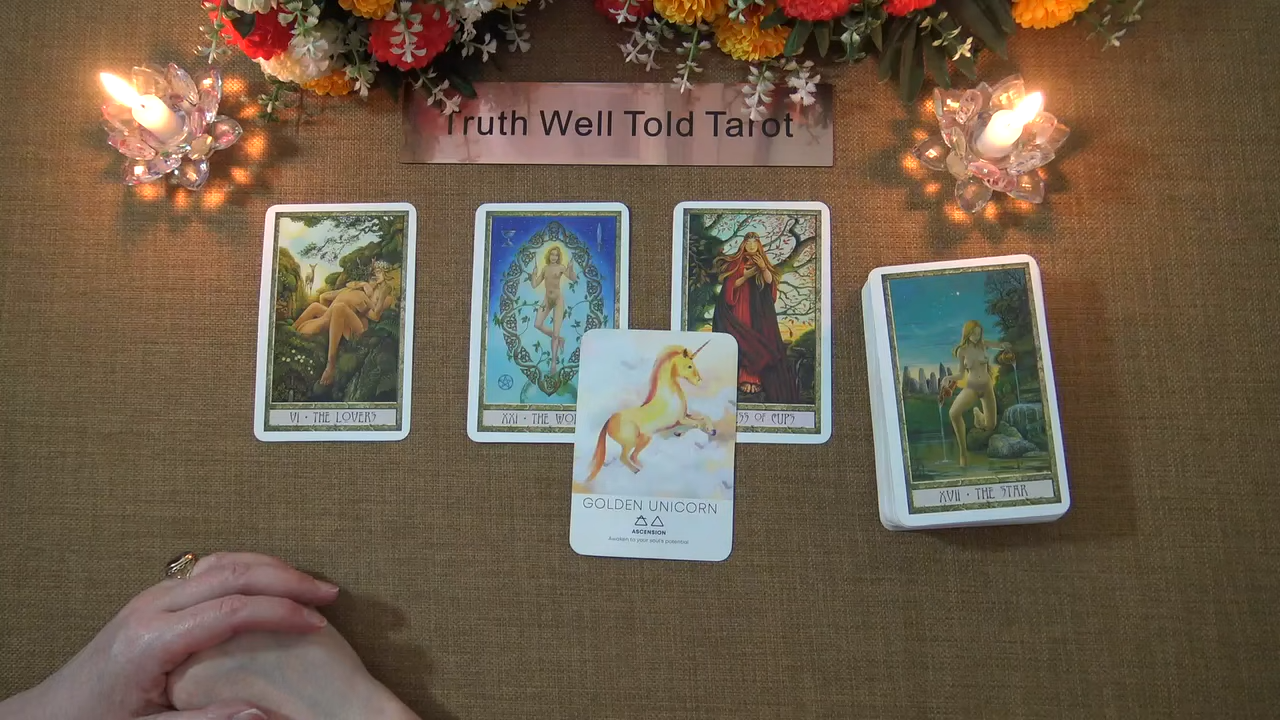 Truth Well Told Tarot
VI • THE LOVERS
XXI • THE WO
SS OF CUPS
XVII • THE STAR
GOLDEN UNICORN
ASCENSION
Awaken to your soul's potential